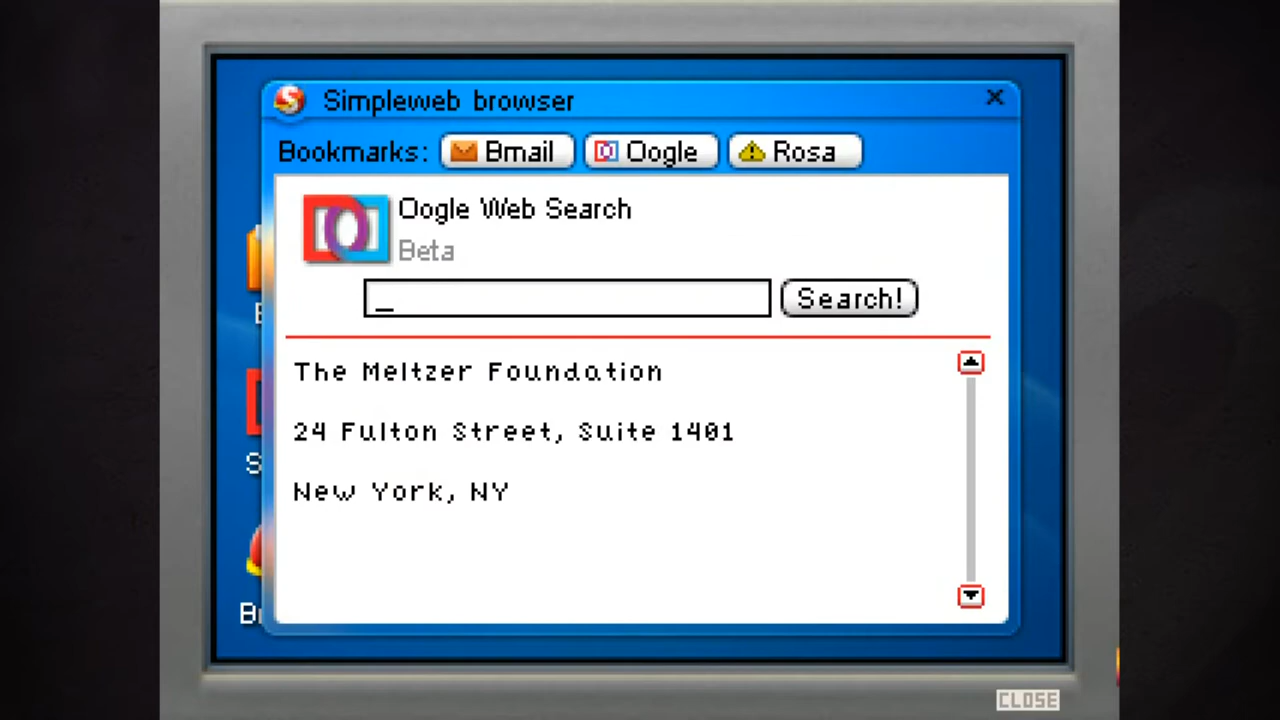 Simpleweb browser
Bookmarks: Bmail Oogle Rosa
Oogle Web Search
Beta
Search!
The Meltzer Foundation
24 Fulton Street, Suite 1401
New York, NY
CLOSE